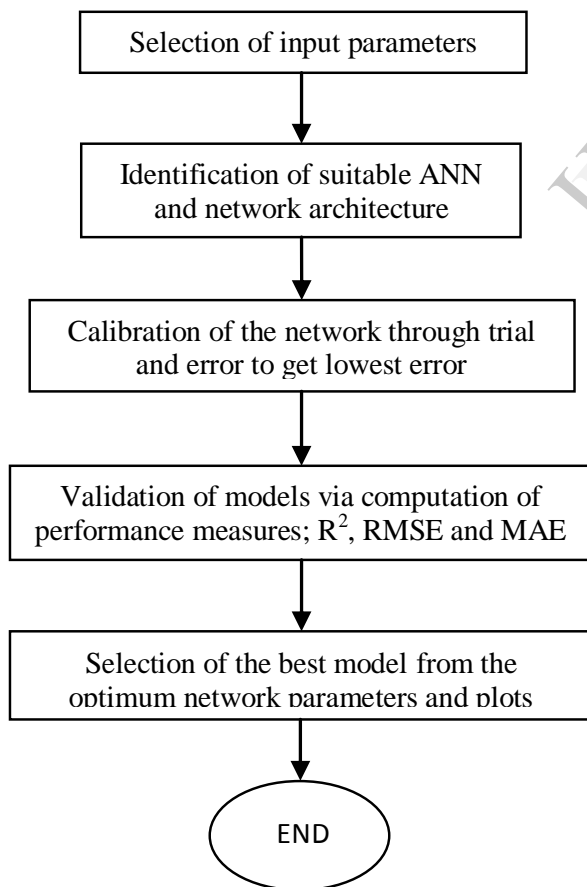 Selection of input parameters
Identification of suitable ANN
and network architecture
Calibration of the network through trial
and error to get lowest error
Validation of models via computation of
performance measures; R², RMSE and MAE
Selection of the best model from the
optimum network parameters and plots
END